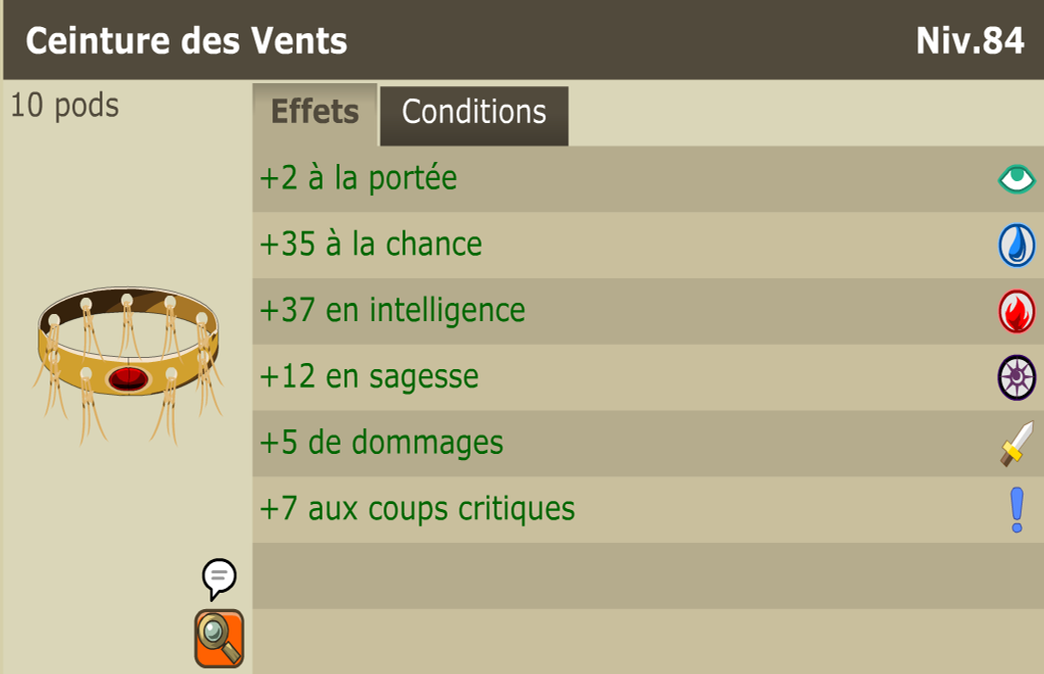 Ceinture des Vents
Niv.84
10 pods
Effets
Conditions
+2 à la portée
+35 à la chance
+37 en intelligence
+12 en sagesse
+5 de dommages
+7 aux coups critiques